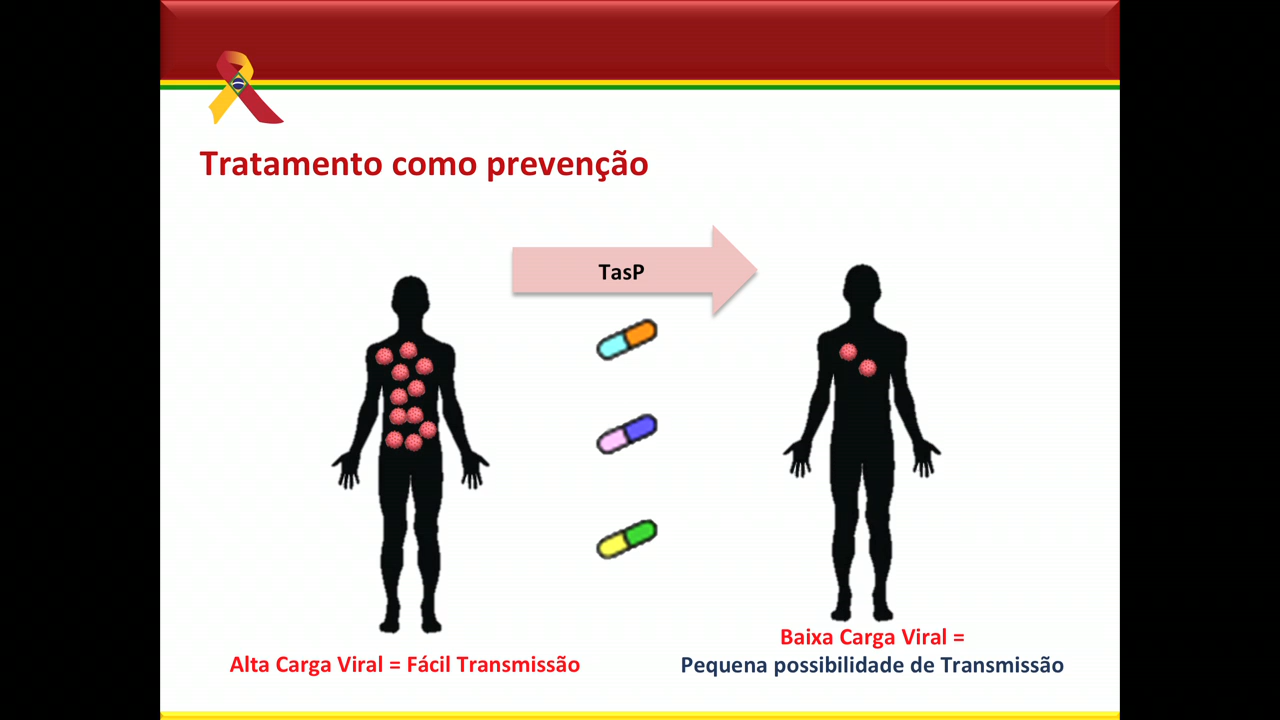 Tratamento como prevenção
TasP
Alta Carga Viral = Fácil Transmissão
Baixa Carga Viral =
Pequena possibilidade de Transmissão